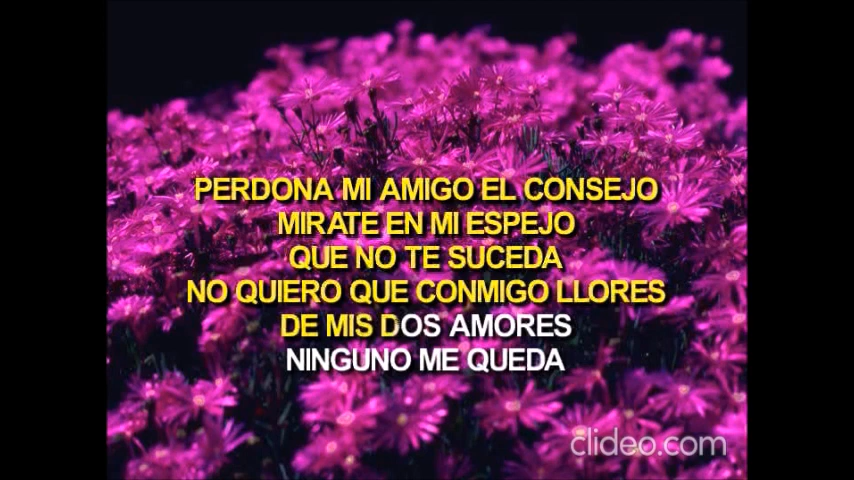 PERDONA MI AMIGO EL CONSEJO
MIRATE EN MI ESPEJO
QUE NO TE SUCEDA
NO QUIERO QUE CONMIGO LLORES
DE MIS DOS AMORES
NINGUNO ME QUEDA
clideo.com